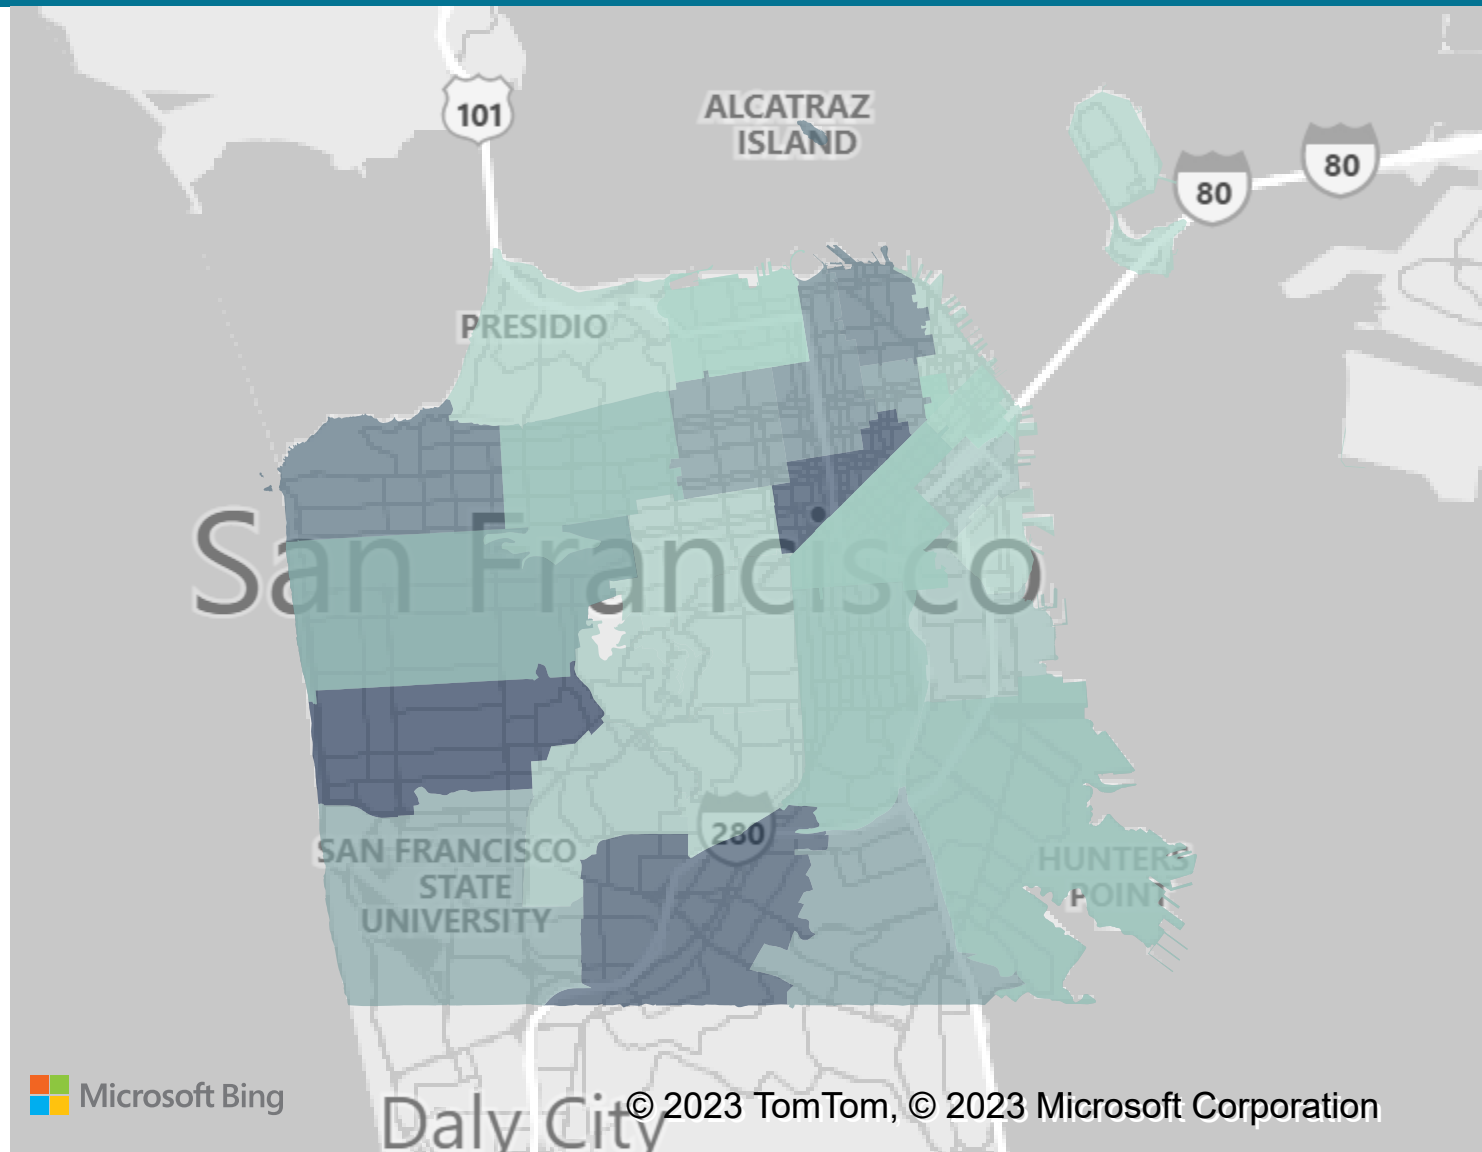 101
ALCATRAZ
ISLAND
80
80
PRESIDIO
San Francisco
280
SAN FRANCISCO
STATE
UNIVERSITY
HUNTERS
POINT
Microsoft Bing
Daly City
© 2023 TomTom, © 2023 Microsoft Corporation